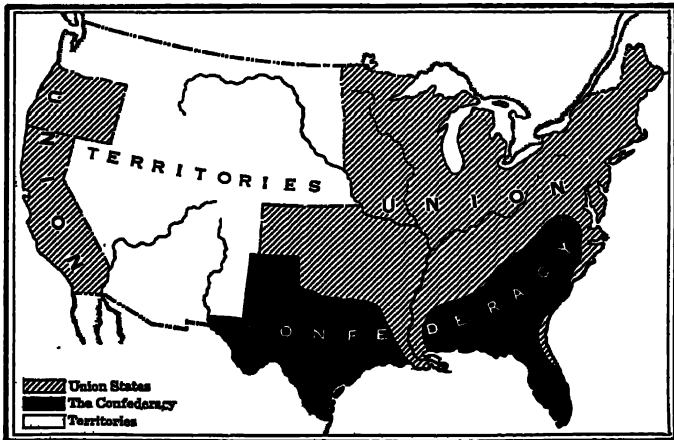 UNION
TERRITORIES
UNION
CONFEDERACY
Union States
The Confederacy
Territories